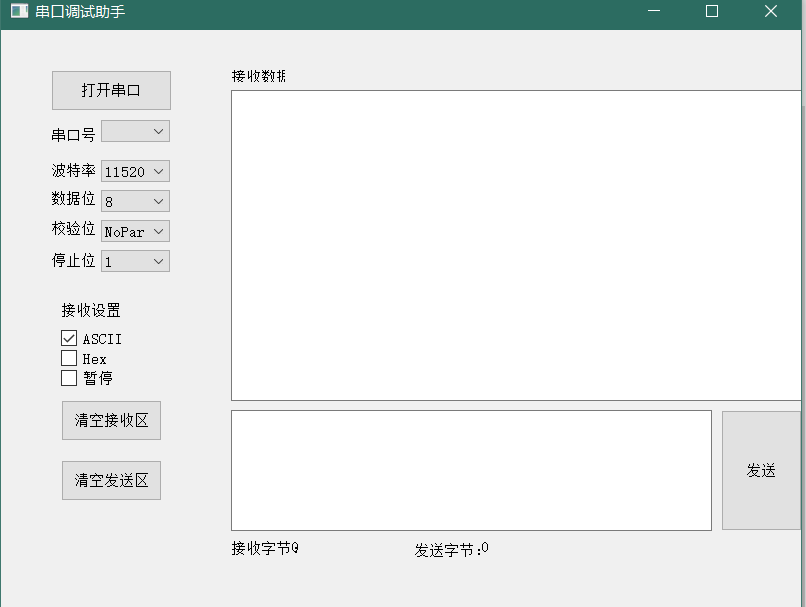 串口调试助手
打开串口
串口号
波特率 11520
数据位 8
校验位 NoPar
停止位 1
接收设置
ASCII
Hex
暂停
清空接收区
清空发送区
接收数据
发送
接收字节0
发送字节:0